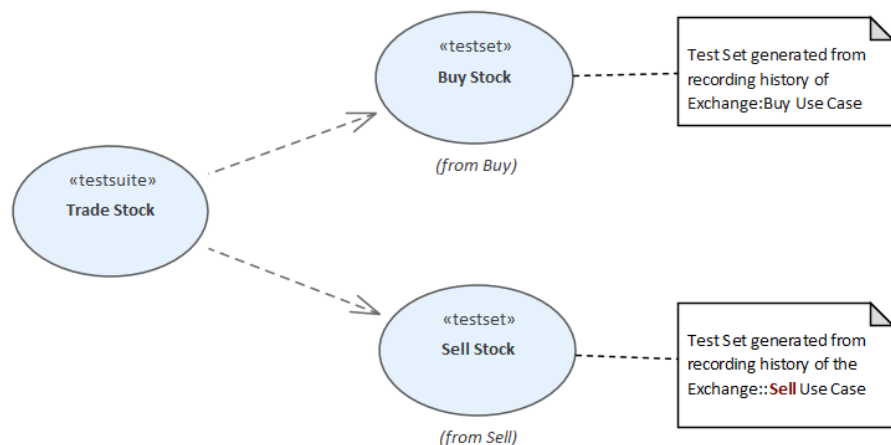 «testset»
Buy Stock
(from Buy)
Test Set generated from
recording history of
Exchange:Buy Use Case
«testsuite»
Trade Stock
«testset»
Sell Stock
(from Sell)
Test Set generated from
recording history of the
Exchange::Sell Use Case